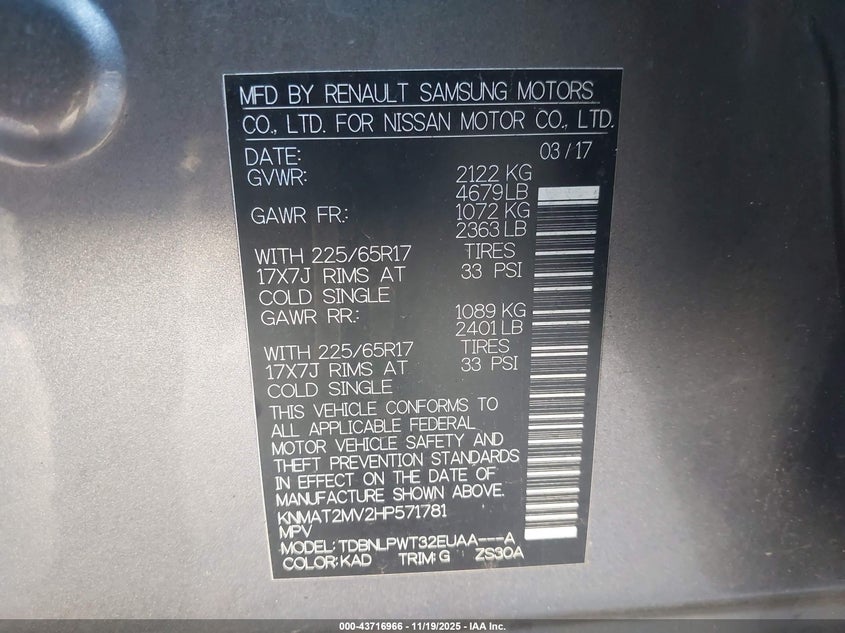 MFD BY RENAULT SAMSUNG MOTORS
CO., LTD. FOR NISSAN MOTOR CO., LTD.
DATE: 03/17
GVWR: 2122 KG
4679 LB
GAWR FR.: 1072 KG
2363 LB
WITH 225/65R17 TIRES
17X7J RIMS AT 33 PSI
COLD SINGLE
GAWR RR.: 1089 KG
2401 LB
WITH 225/65R17 TIRES
17X7J RIMS AT 33 PSI
COLD SINGLE
THIS VEHICLE CONFORMS TO
ALL APPLICABLE FEDERAL
MOTOR VEHICLE SAFETY AND
THEFT PREVENTION STANDARDS
IN EFFECT ON THE DATE OF
MANUFACTURE SHOWN ABOVE.
KNMAT2MV2HP571781
MPV
MODEL: TDBNLPWT32EUAA---A
COLOR: KAD TRIM: G ZS30A
000-43716966 - 11/19/2025 - IAA Inc.